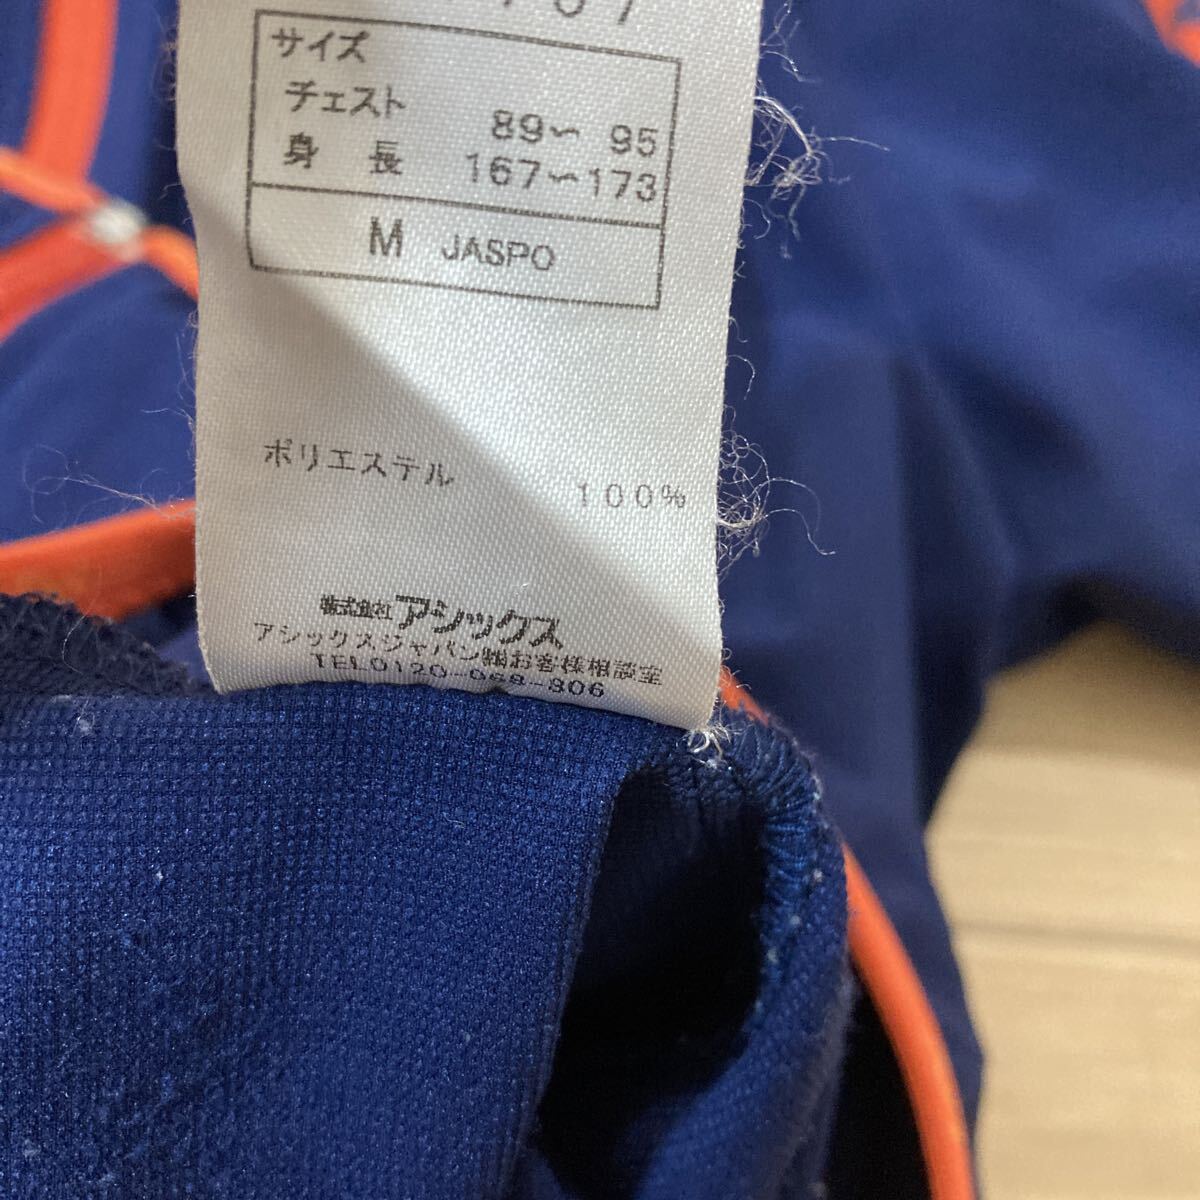 サイズ
チェスト 89～ 95
身 長 167～173
M JASPO
ポリエステル 100%
株式会社アシックス
アシックスジャパン㈱お客様相談室
TEL0120-068-806